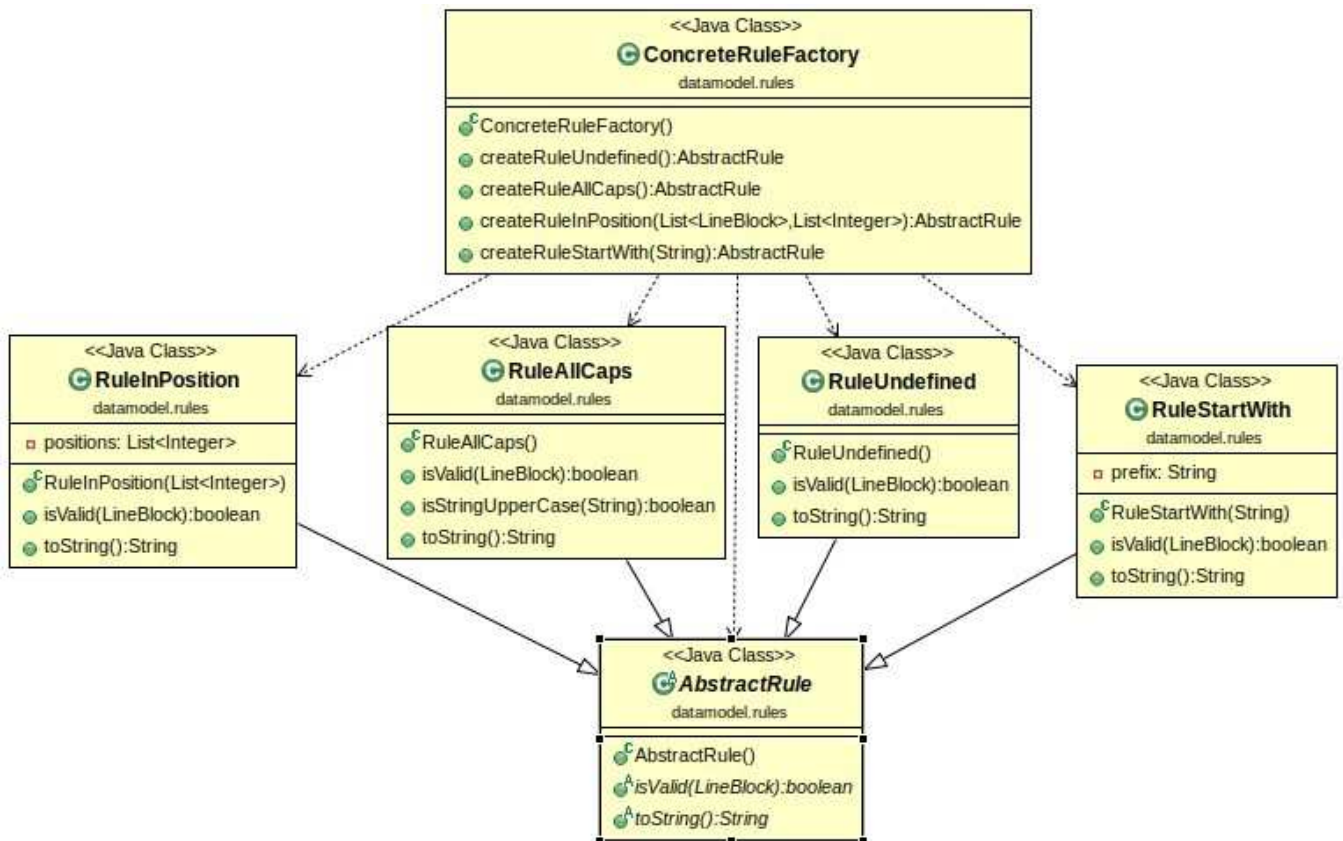 <<Java Class>>
ConcreteRuleFactory
datamodel.rules
ConcreteRuleFactory()
createRuleUndefined():AbstractRule
createRuleAllCaps():AbstractRule
createRuleInPosition(List<LineBlock>,List<Integer>):AbstractRule
createRuleStartWith(String):AbstractRule
<<Java Class>>
RuleInPosition
datamodel.rules
positions: List<Integer>
RuleInPosition(List<Integer>)
isValid(LineBlock):boolean
toString():String
<<Java Class>>
RuleAllCaps
datamodel.rules
RuleAllCaps()
isValid(LineBlock):boolean
isStringUpperCase(String):boolean
toString():String
<<Java Class>>
RuleUndefined
datamodel.rules
RuleUndefined()
isValid(LineBlock):boolean
toString():String
<<Java Class>>
RuleStartWith
datamodel.rules
prefix: String
RuleStartWith(String)
isValid(LineBlock):boolean
toString():String
<<Java Class>>
AbstractRule
datamodel.rules
AbstractRule()
isValid(LineBlock):boolean
toString():String